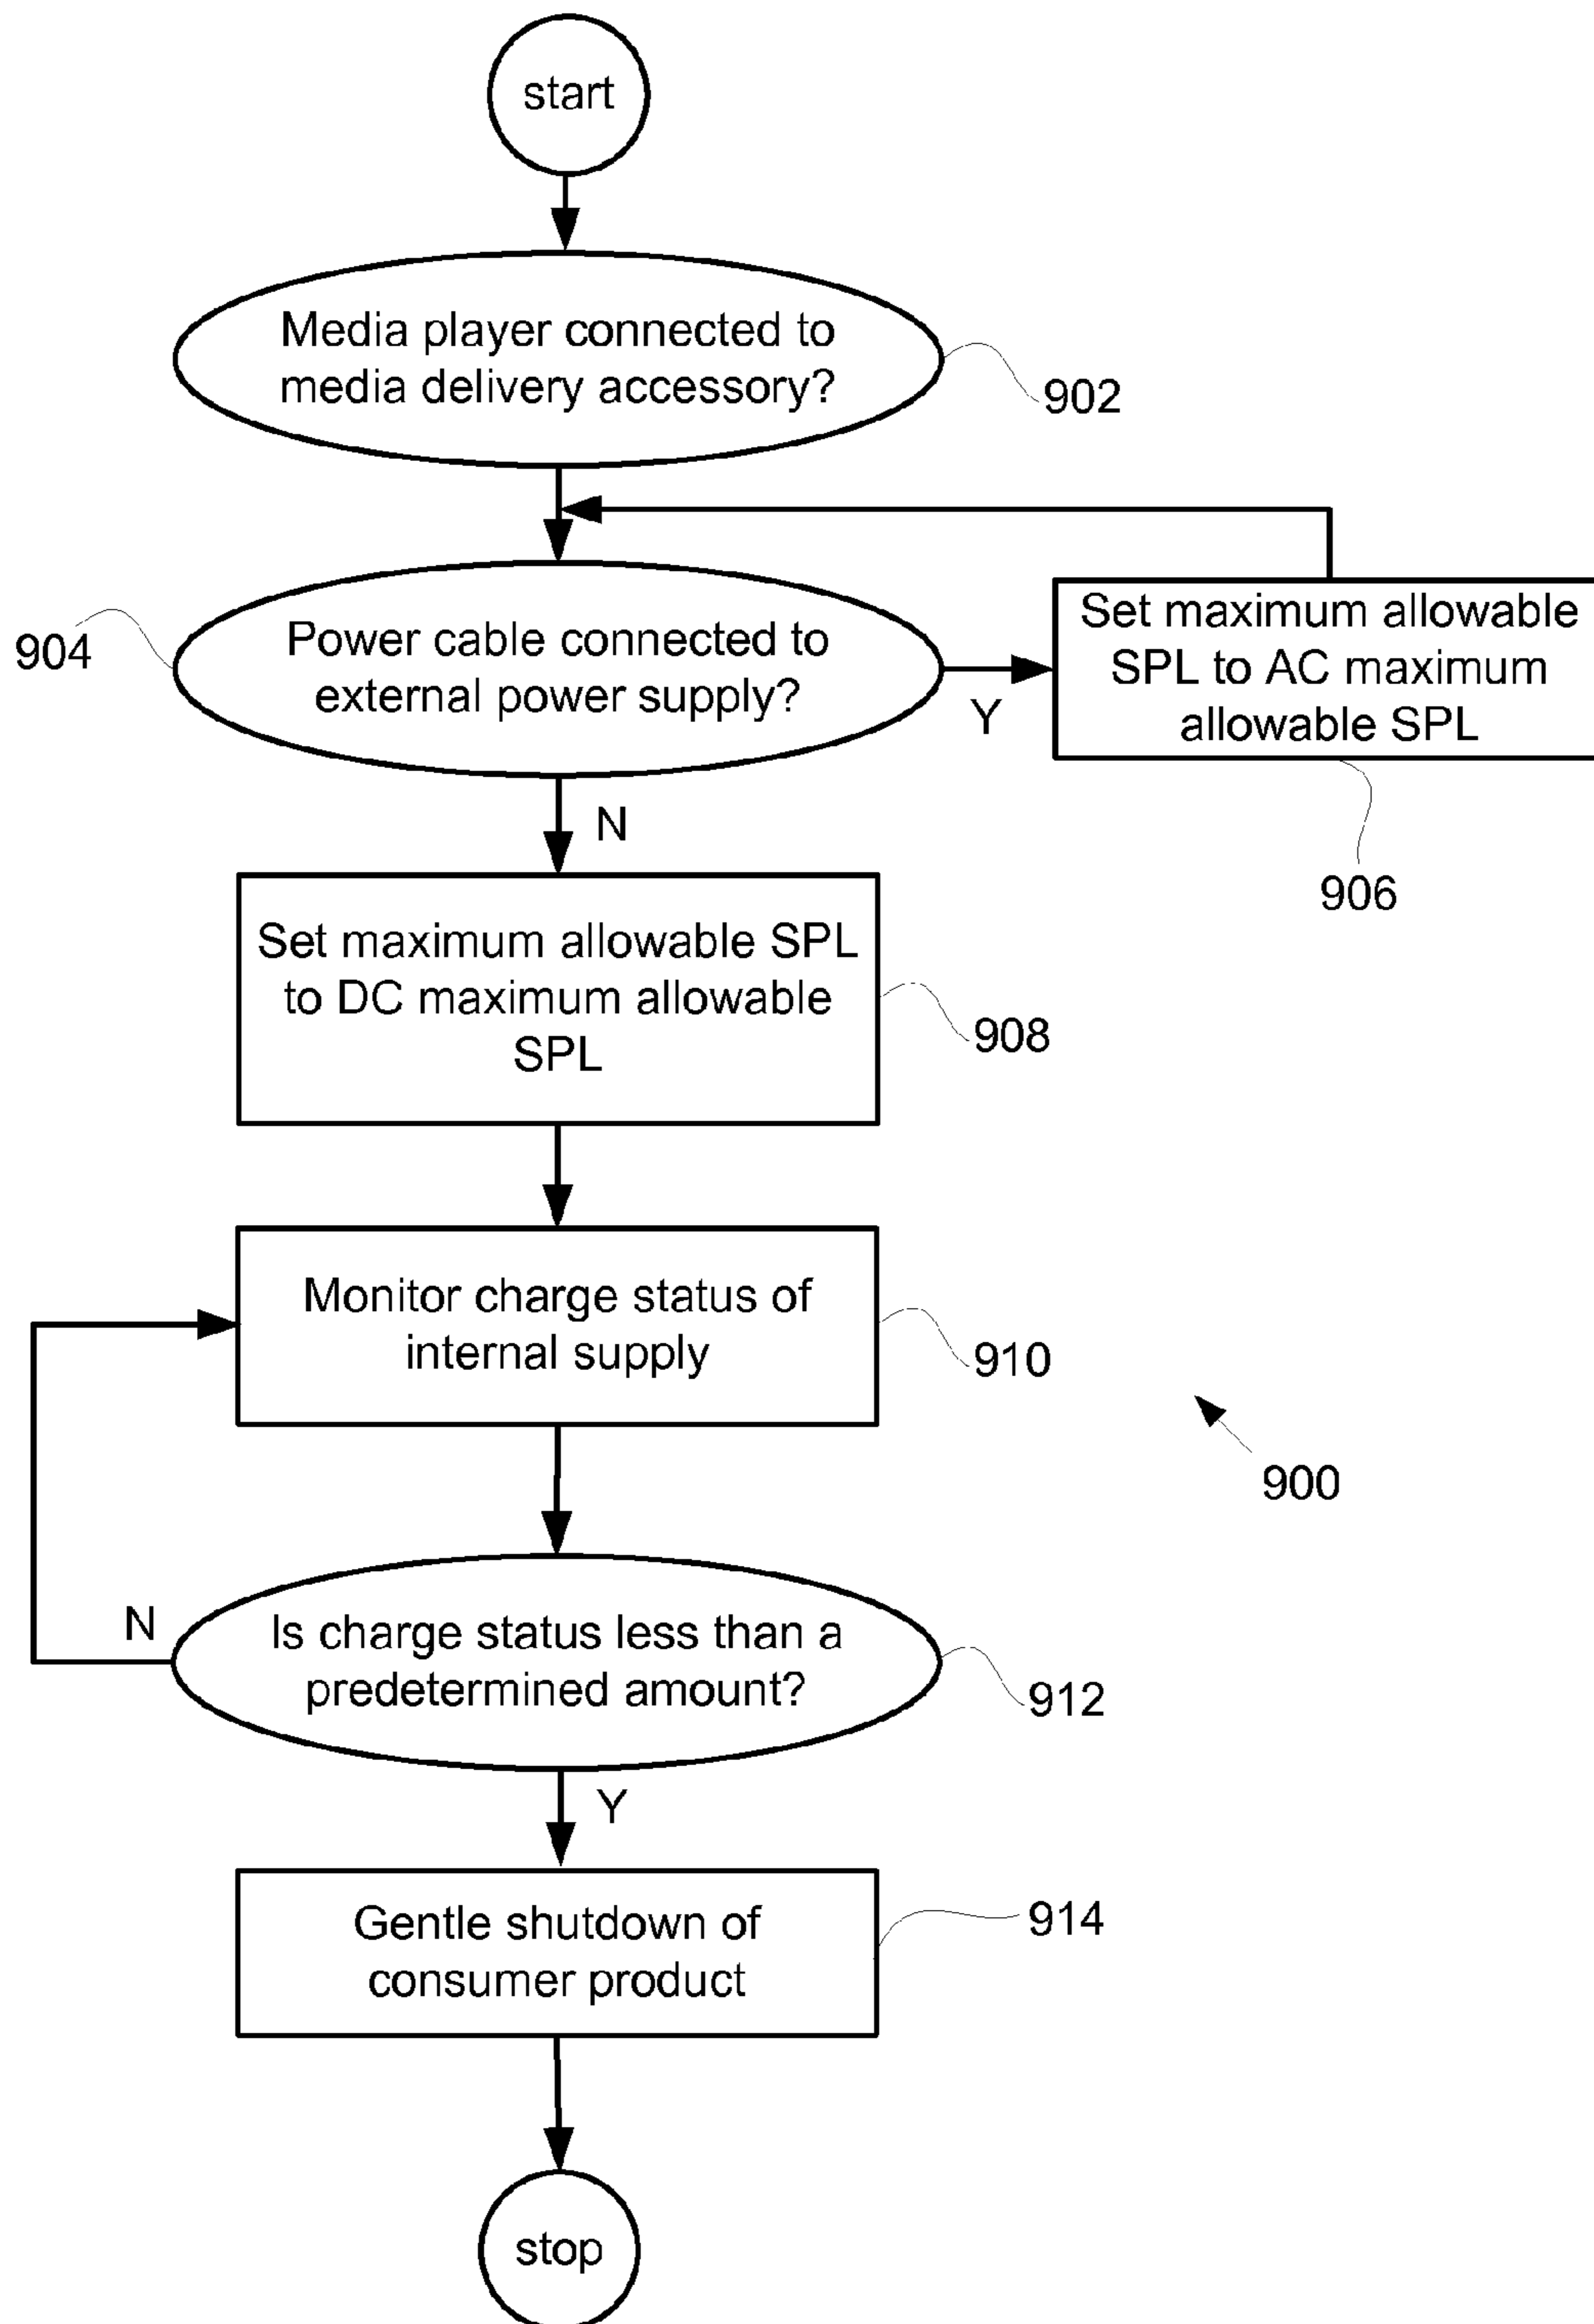 start
Media player connected to
media delivery accessory?
902
Power cable connected to
external power supply?
904
Y
Set maximum allowable
SPL to AC maximum
allowable SPL
906
N
Set maximum allowable SPL
to DC maximum allowable
SPL
908
Monitor charge status of
internal supply
910
900
N
Is charge status less than a
predetermined amount?
912
Y
Gentle shutdown of
consumer product
914
stop